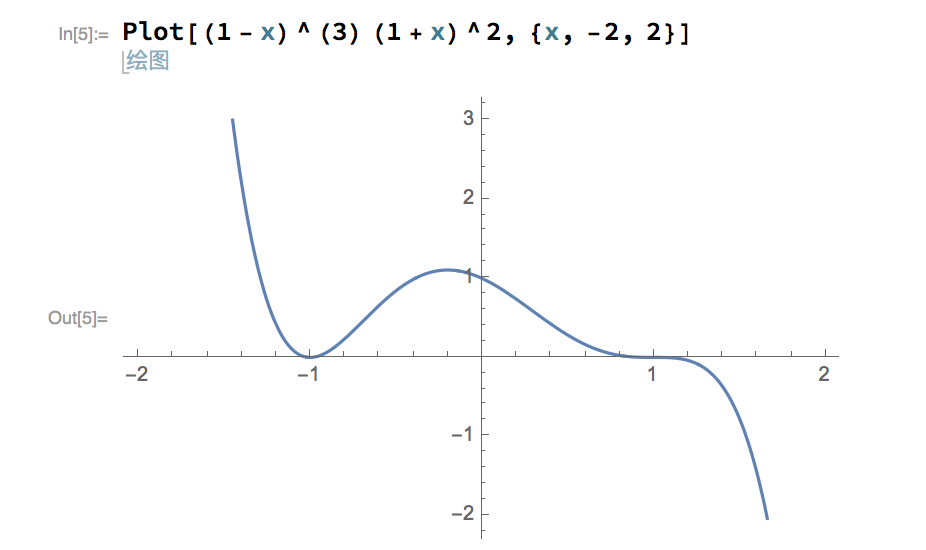 In[5]:= Plot[(1 - x)^(3) (1 + x)^2, {x, -2, 2}]
绘图
3
2
1
Out[5]=
-2 -1 1 2
-1
-2